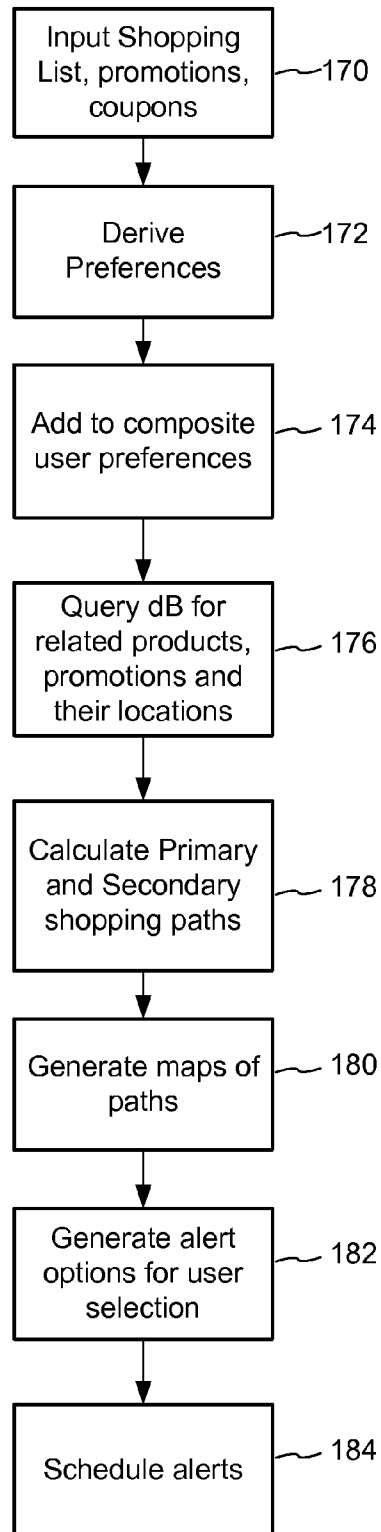 Input Shopping
List, promotions,
coupons
170
Derive
Preferences
172
Add to composite
user preferences
174
Query dB for
related products,
promotions and
their locations
176
Calculate Primary
and Secondary
shopping paths
178
Generate maps of
paths
180
Generate alert
options for user
selection
182
Schedule alerts
184